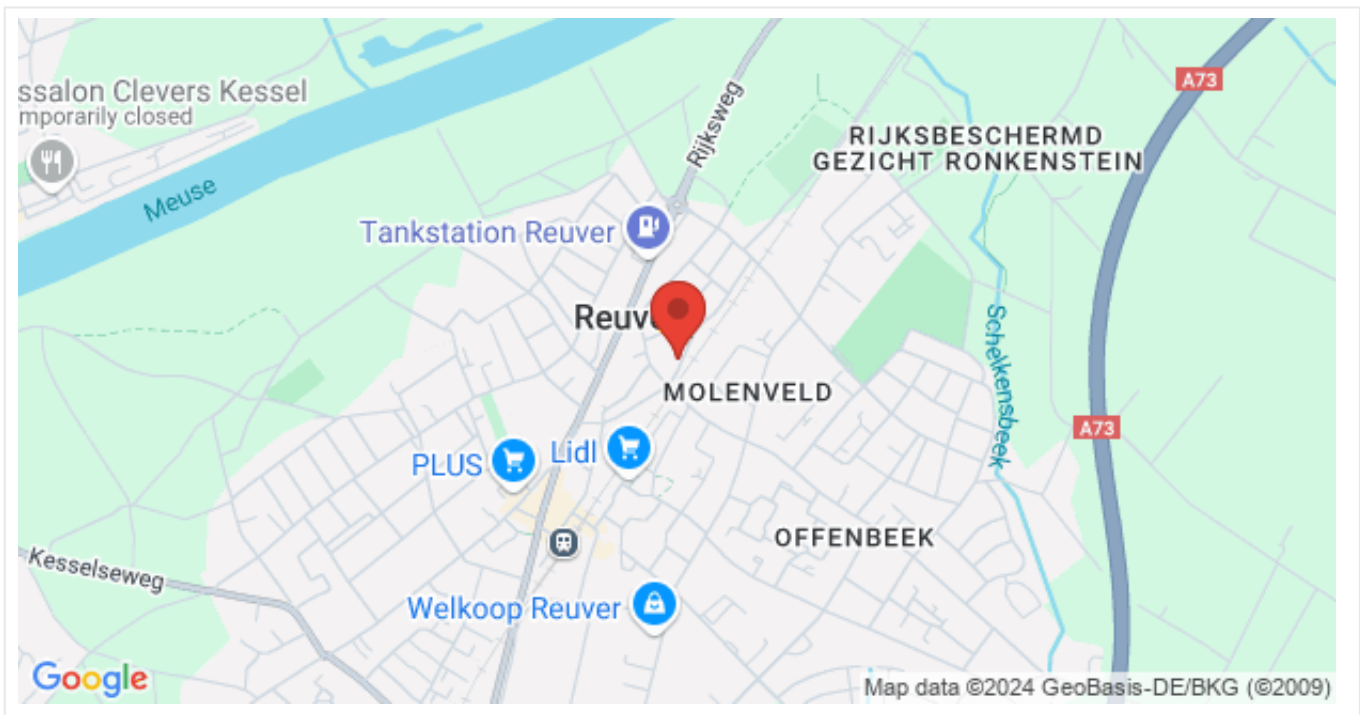 ssalon Clevers Kessel
mporarily closed
A73
Rijksweg
RIJKSBESCHERMD
GEZICHT RONKENSTEIN
Meuse
Tankstation Reuver
Reuve
Schelkensbeek
MOLENVELD
A73
PLUS
Lidl
OFFENBEEK
Kesselseweg
Welkoop Reuver
Google
Map data ©2024 GeoBasis-DE/BKG (©2009)